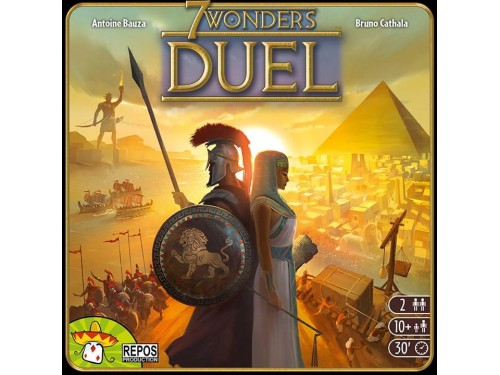 Antoine Bauza
Bruno Cathala
7 WONDERS
DUEL
2
10+
30'
REPOS
PRODUCTION